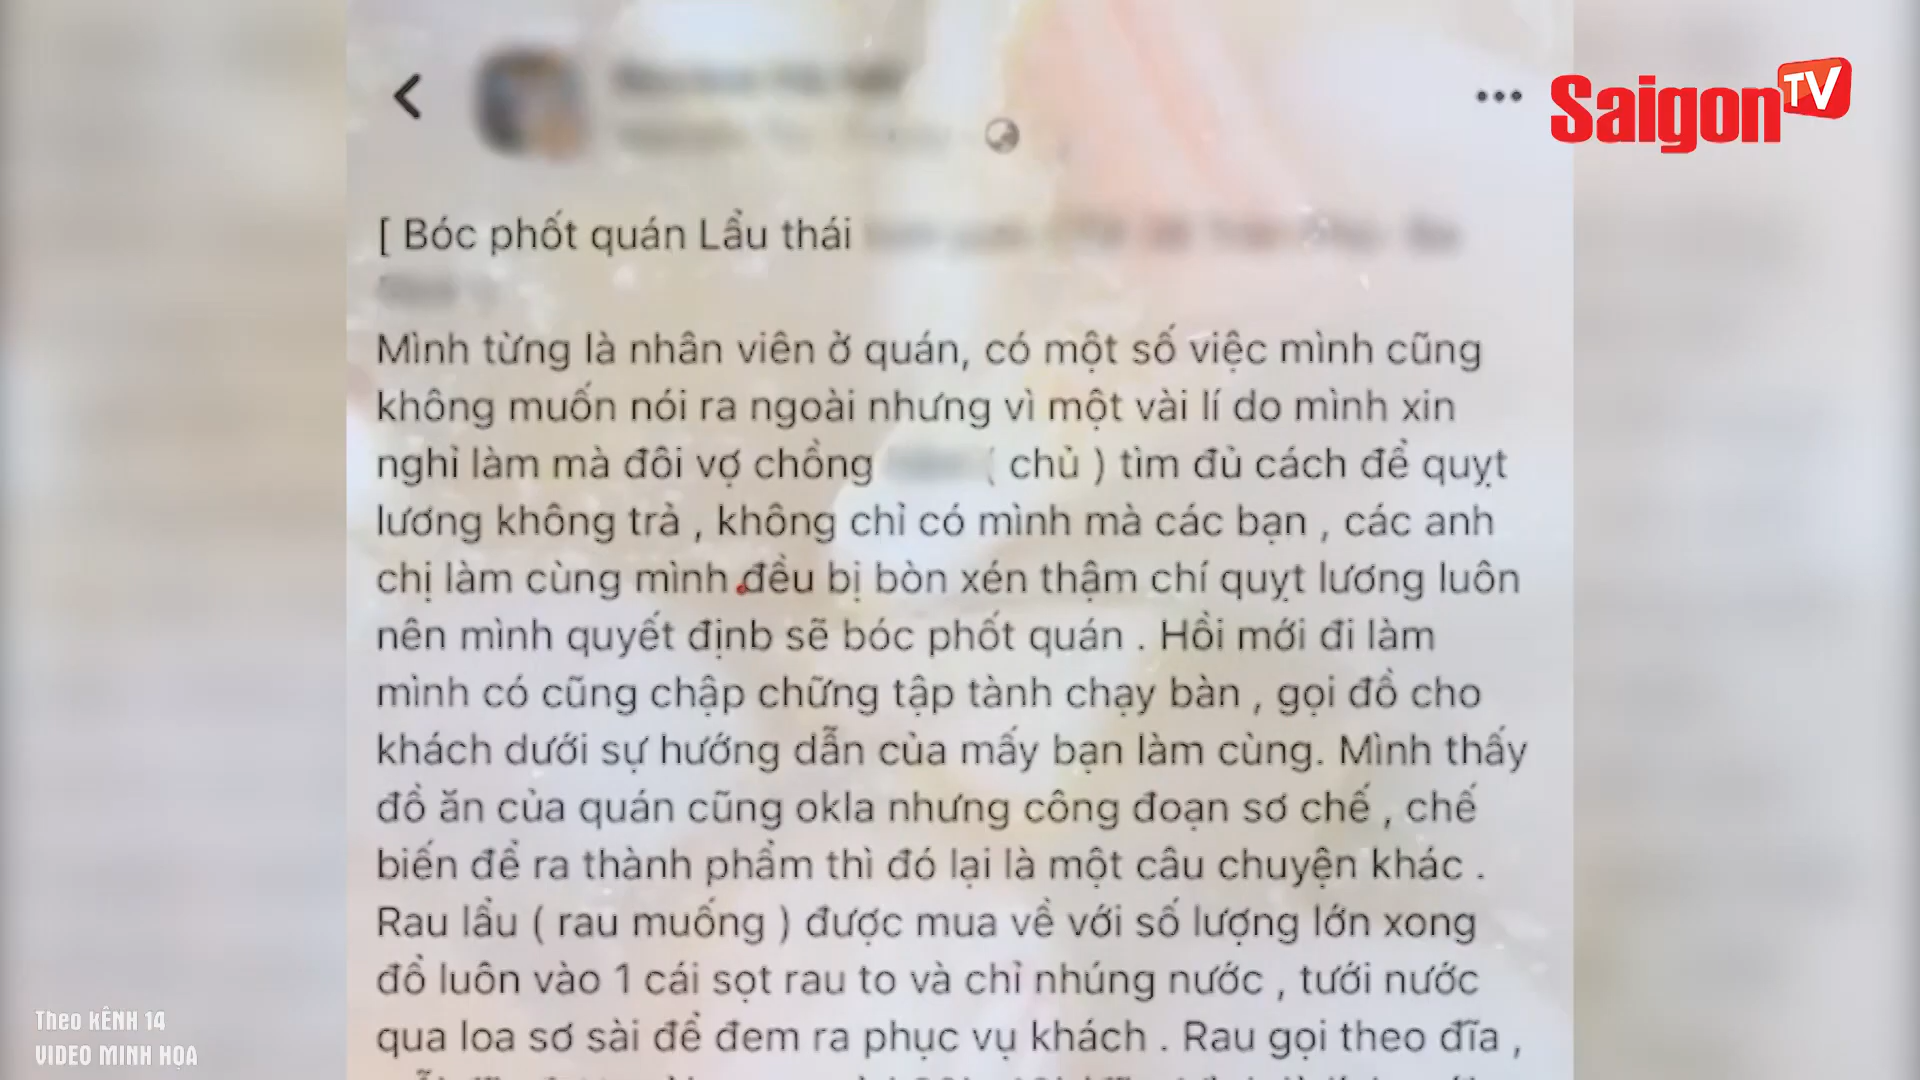 Saigon TV
[ Bóc phốt quán Lẩu thái
Mình từng là nhân viên ở quán, có một số việc mình cũng
không muốn nói ra ngoài nhưng vì một vài lí do mình xin
nghỉ làm mà đôi vợ chồng ( chủ ) tìm đủ cách để quỵt
lương không trả , không chỉ có mình mà các bạn , các anh
chị làm cùng mình đều bị bòn xén thậm chí quỵt lương luôn
nên mình quyết địnb sẽ bóc phốt quán . Hồi mới đi làm
mình có cũng chập chững tập tành chạy bàn , gọi đồ cho
khách dưới sự hướng dẫn của mấy bạn làm cùng. Mình thấy
đồ ăn của quán cũng okla nhưng công đoạn sơ chế , chế
biến để ra thành phẩm thì đó lại là một câu chuyện khác .
Rau lẩu ( rau muống ) được mua về với số lượng lớn xong
đổ luôn vào 1 cái sọt rau to và chỉ nhúng nước , tưới nước
qua loa sơ sài để đem ra phục vụ khách . Rau gọi theo đĩa ,
Theo KÊNH 14
VIDEO MINH HỌA